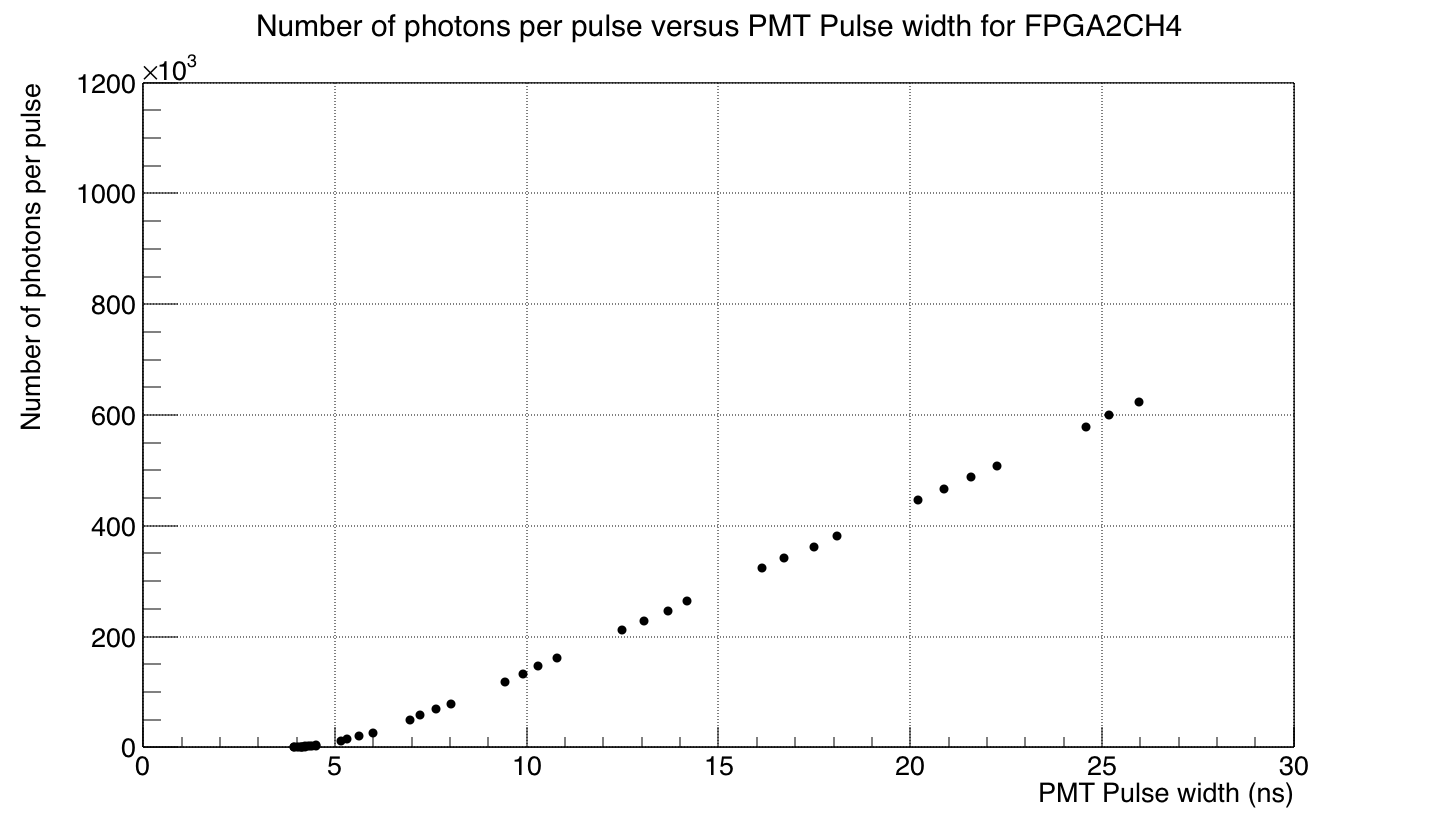 Number of photons per pulse versus PMT Pulse width for FPGA2CH4
×10³
1200
1000
800
600
400
200
0
Number of photons per pulse
0 5 10 15 20 25 30
PMT Pulse width (ns)